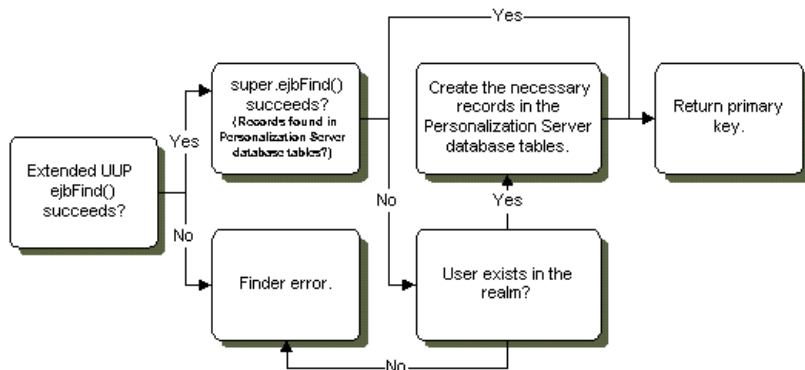 Yes
super.ejbFind()
succeeds?
(Records found in
Personalization Server
database tables?)
Create the necessary
records in the
Personalization Server
database tables.
Return primary
key.
Yes
Extended UUP
ejbFind()
succeeds?
No
Yes
No
Finder error.
User exists in the
realm?
No